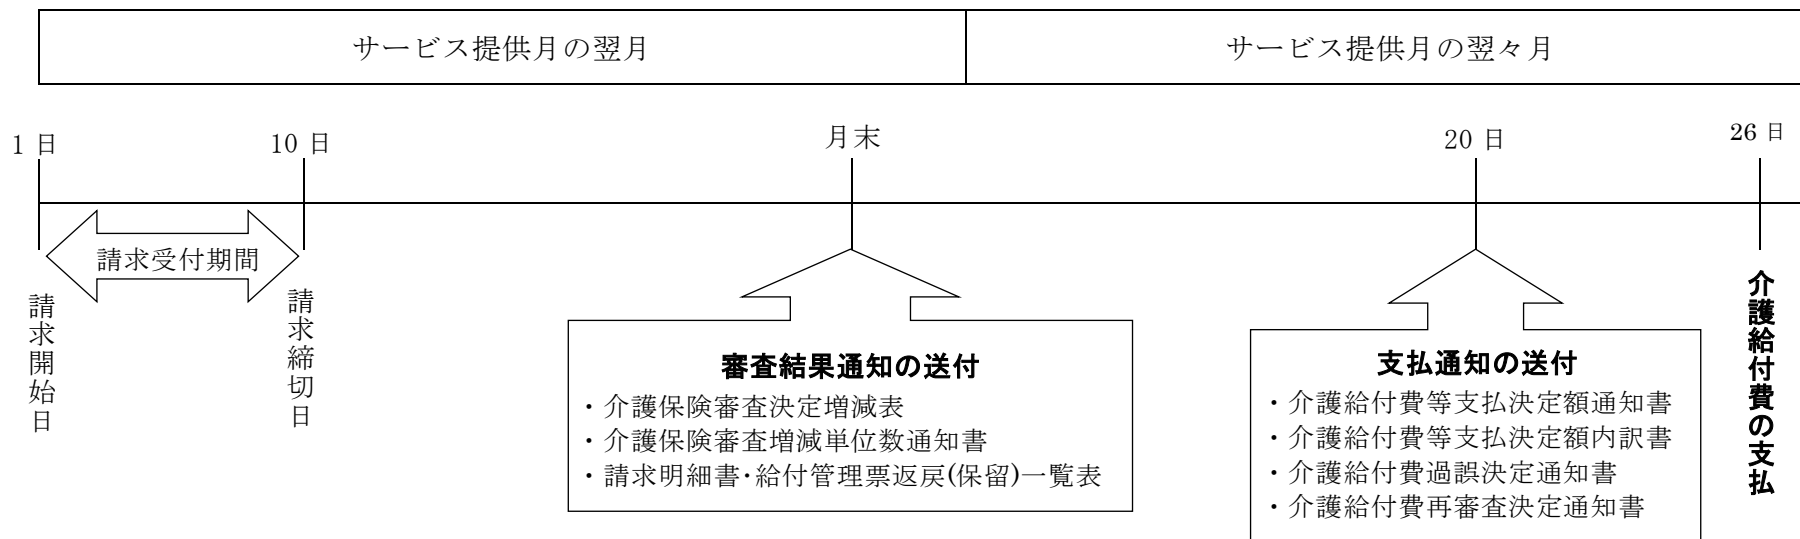 サービス提供月の翌月
サービス提供月の翌々月
1 日
10 日
月末
20 日
26 日
請求受付期間
請求開始日
請求締切日
審査結果通知の送付
・介護保険審査決定増減表
・介護保険審査増減単位数通知書
・請求明細書・給付管理票返戻(保留)一覧表
支払通知の送付
・介護給付費等支払決定額通知書
・介護給付費等支払決定額内訳書
・介護給付費過誤決定通知書
・介護給付費再審査決定通知書
介護給付費の支払